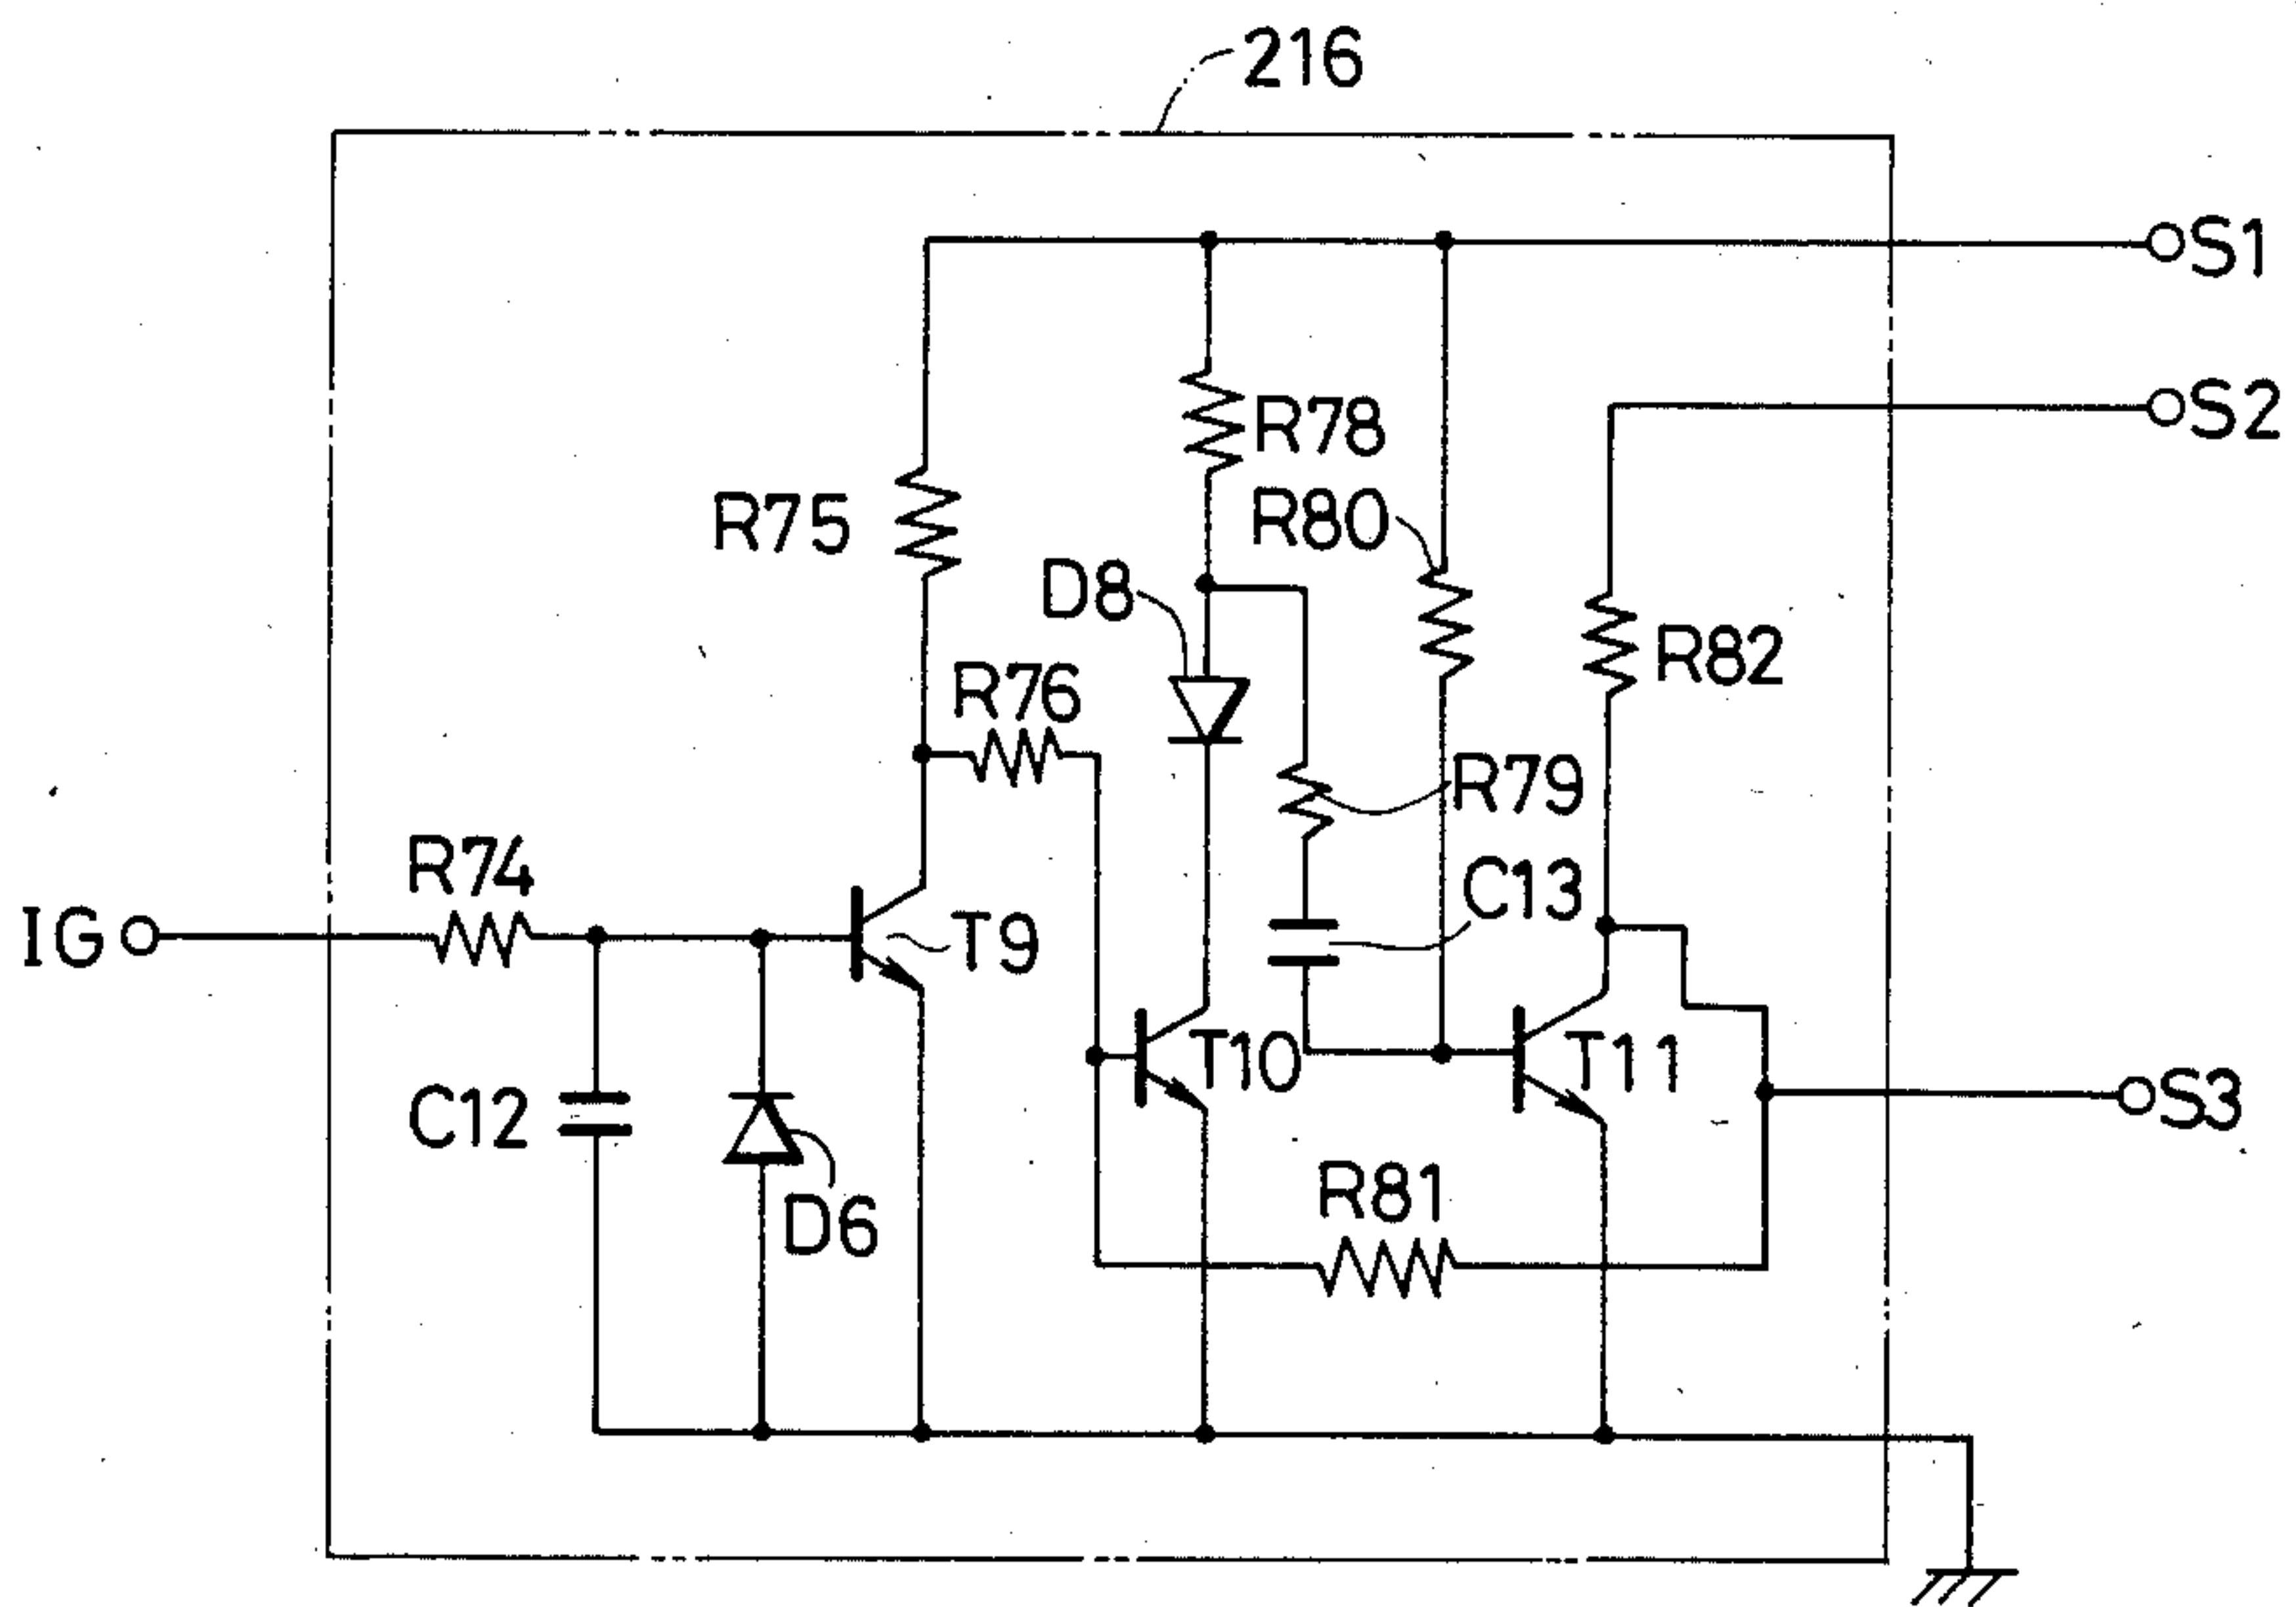 216
S1
S2
R78
R75
R80
D8
R82
R76
R79
R74
C13
IG
T9
T10
T11
C12
S3
R81
D6